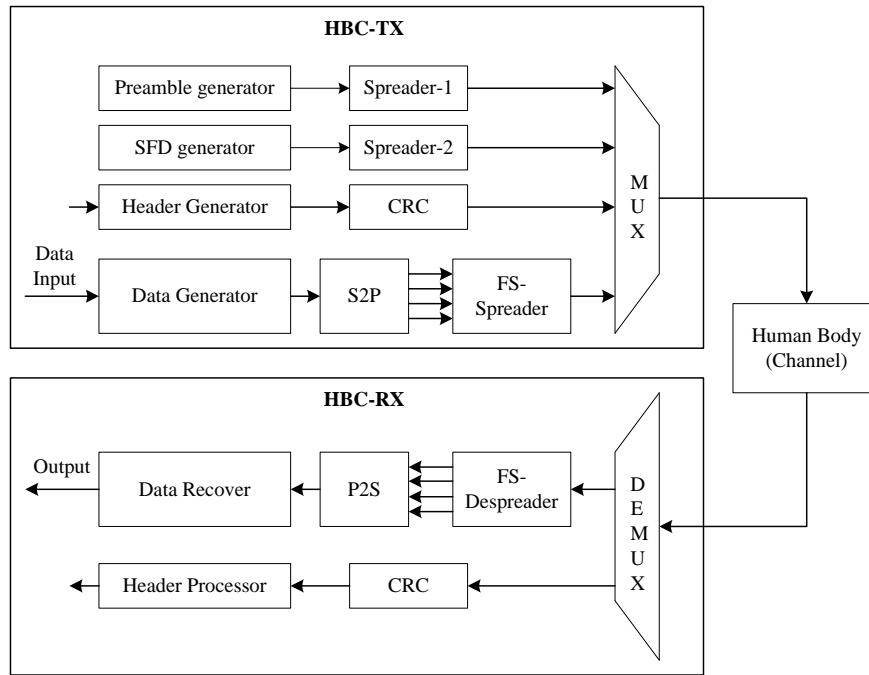 HBC-TX
Preamble generator
Spreader-1
SFD generator
Spreader-2
Header Generator
CRC
Data
Input
Data Generator
S2P
FS-
Spreader
M
U
X
Human Body
(Channel)
HBC-RX
Output
Data Recover
P2S
FS-
Despreader
D
E
M
U
X
Header Processor
CRC